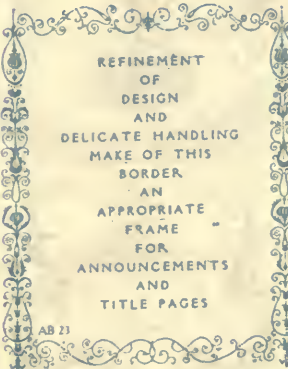 REFINEMENT
OF
DESIGN
AND
DELICATE HANDLING
MAKE OF THIS
BORDER
AN
APPROPRIATE
FRAME
FOR
ANNOUNCEMENTS
AND
TITLE PAGES
AB 23